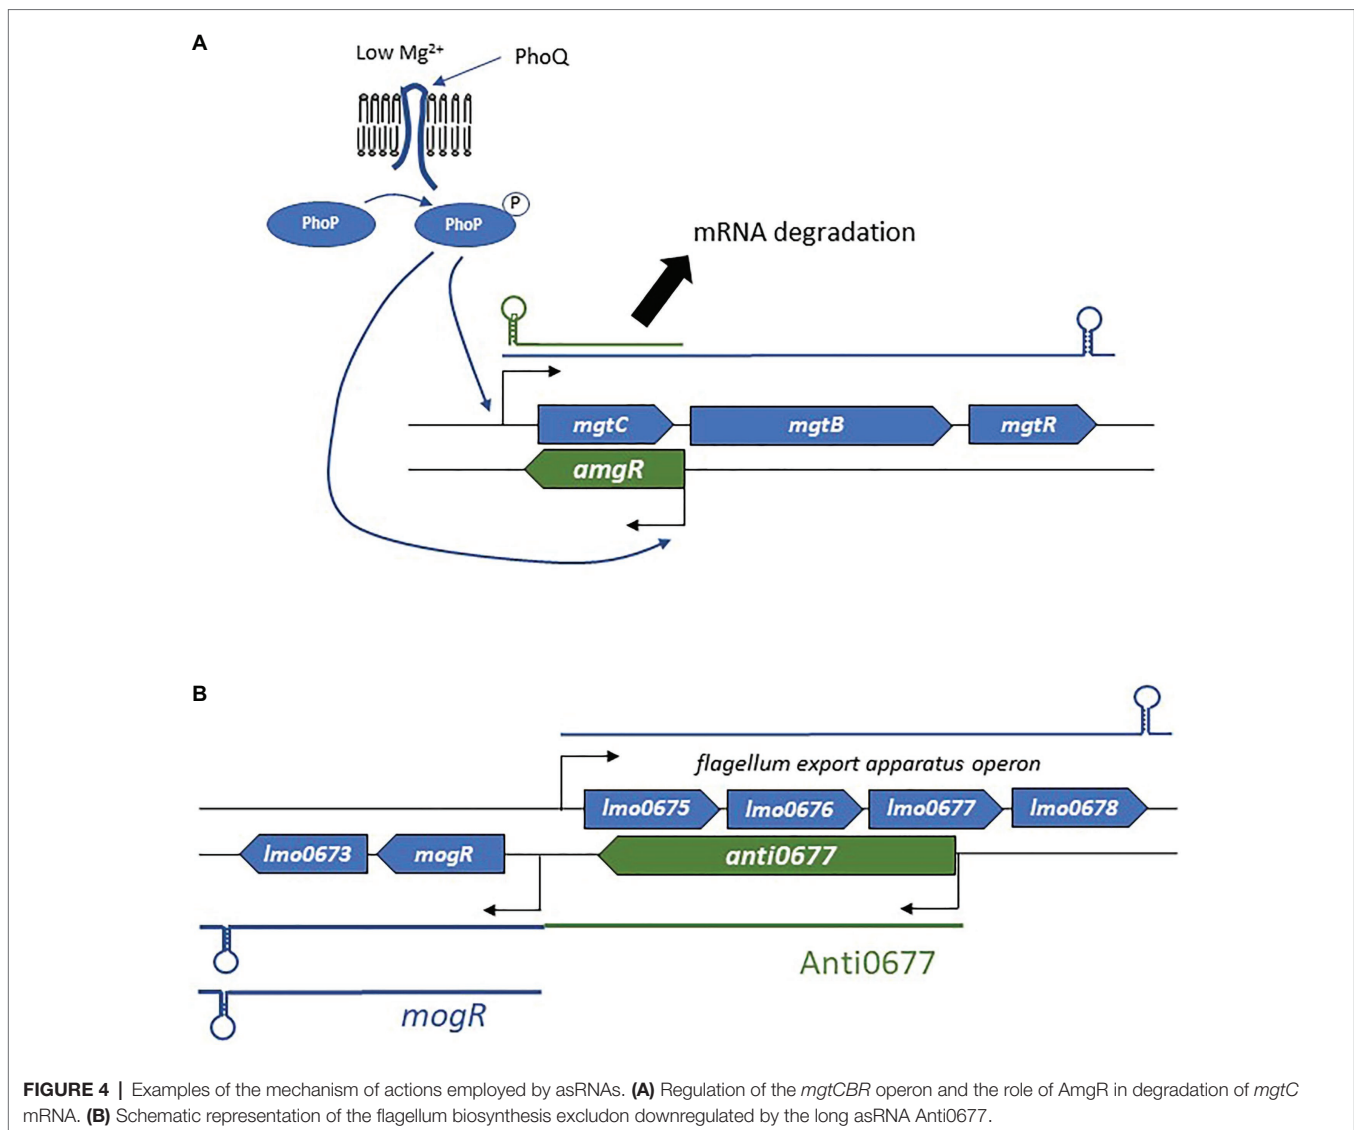 A
Low Mg²⁺
PhoQ
PhoP
PhoP
P
mRNA degradation
mgtC
mgtB
mgtR
amgR
B
flagellum export apparatus operon
lmo0675
lmo0676
lmo0677
lmo0678
lmo0673
mogR
anti0677
Anti0677
mogR
FIGURE 4 | Examples of the mechanism of actions employed by asRNAs. (A) Regulation of the mgtCBR operon and the role of AmgR in degradation of mgtC
mRNA. (B) Schematic representation of the flagellum biosynthesis excludon downregulated by the long asRNA Anti0677.